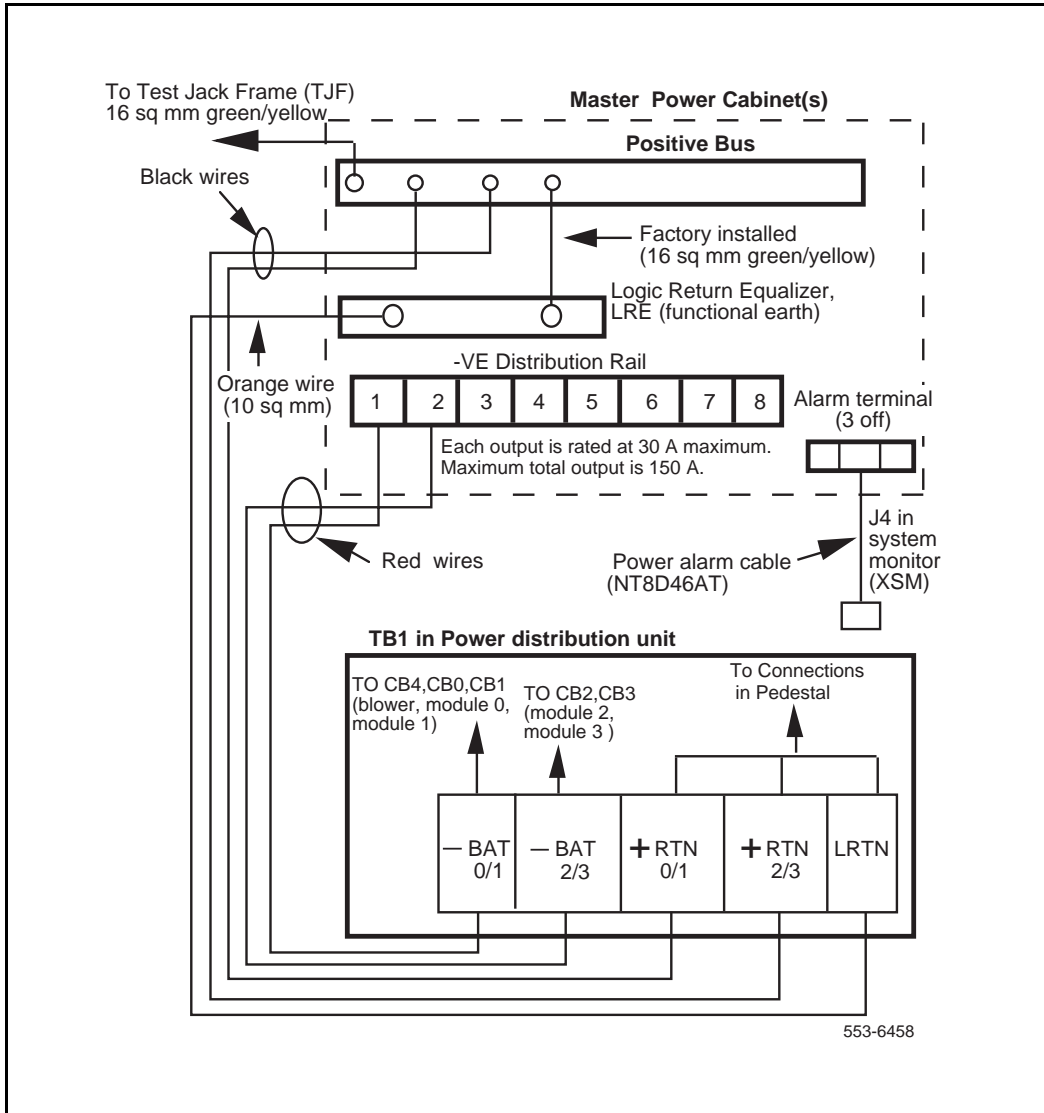 To Test Jack Frame (TJF)
16 sq mm green/yellow
Master Power Cabinet(s)
Positive Bus
Black wires
Factory installed
(16 sq mm green/yellow)
Logic Return Equalizer,
LRE (functional earth)
-VE Distribution Rail
Orange wire
(10 sq mm)
1 2 3 4 5 6 7 8
Alarm terminal
(3 off)
Each output is rated at 30 A maximum.
Maximum total output is 150 A.
Red wires
Power alarm cable
(NT8D46AT)
J4 in
system
monitor
(XSM)
TB1 in Power distribution unit
TO CB4,CB0,CB1
(blower, module 0,
module 1)
TO CB2,CB3
(module 2,
module 3 )
To Connections
in Pedestal
— BAT
0/1
— BAT
2/3
+ RTN
0/1
+ RTN
2/3
LRTN
553-6458